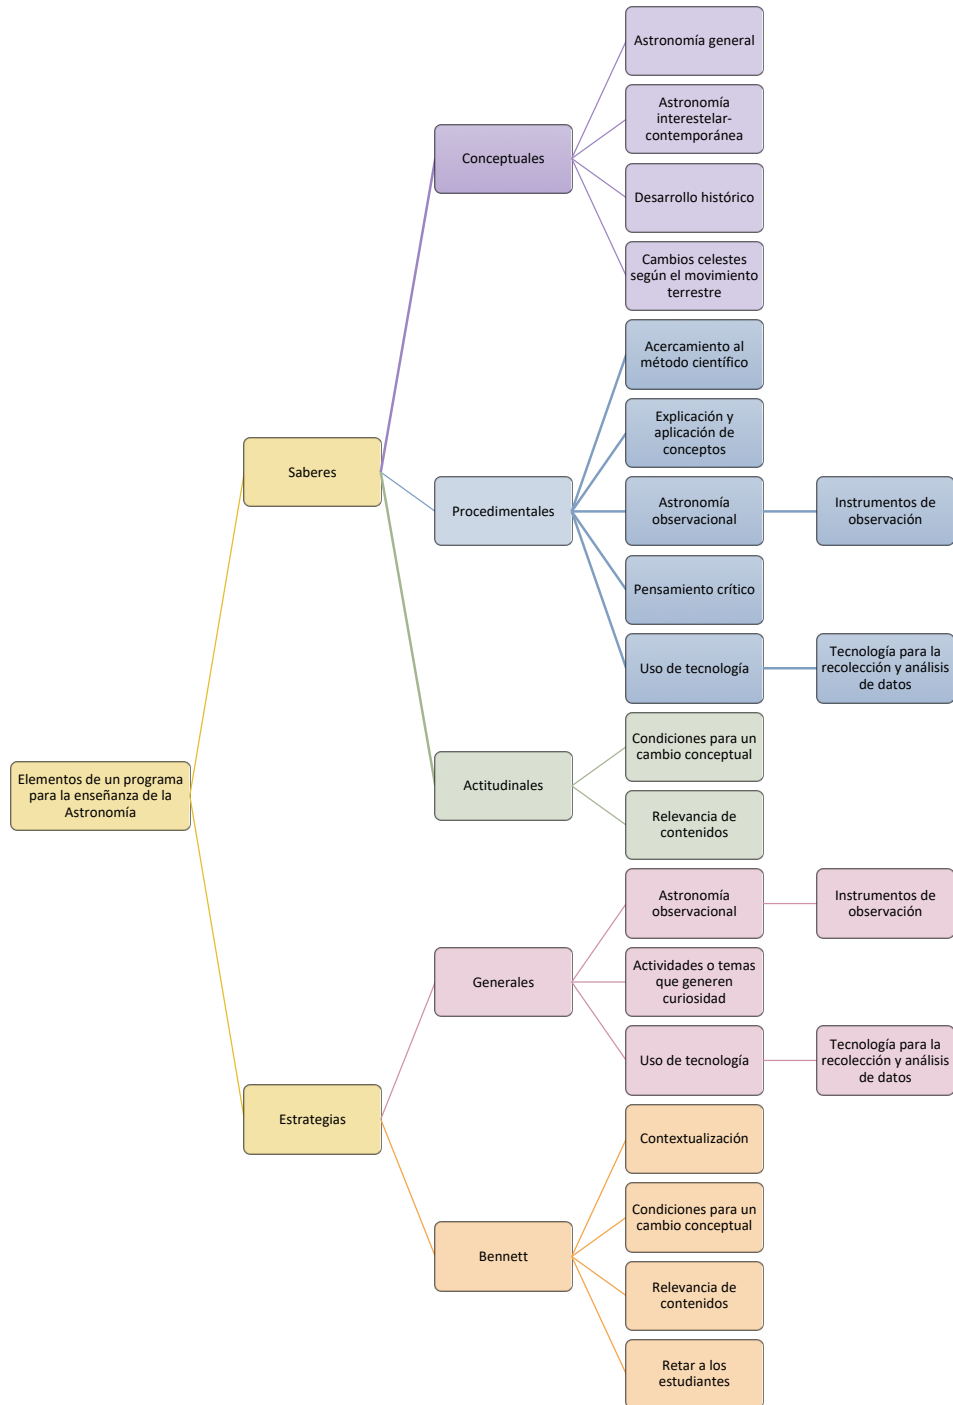 Astronomía general
Astronomía
interestelar-
contemporánea
Conceptuales
Desarrollo histórico
Cambios celestes
según el movimiento
terrestre
Acercamiento al
método científico
Explicación y
aplicación de
conceptos
Saberes
Procedimentales
Astronomía
observacional
Instrumentos de
observación
Pensamiento crítico
Uso de tecnología
Tecnología para la
recolección y análisis
de datos
Condiciones para un
cambio conceptual
Elementos de un programa
para la enseñanza de la
Astronomía
Actitudinales
Relevancia de
contenidos
Astronomía
observacional
Instrumentos de
observación
Generales
Actividades o temas
que generen
curiosidad
Uso de tecnología
Tecnología para la
recolección y análisis
de datos
Estrategias
Contextualización
Condiciones para un
cambio conceptual
Bennett
Relevancia de
contenidos
Retar a los
estudiantes